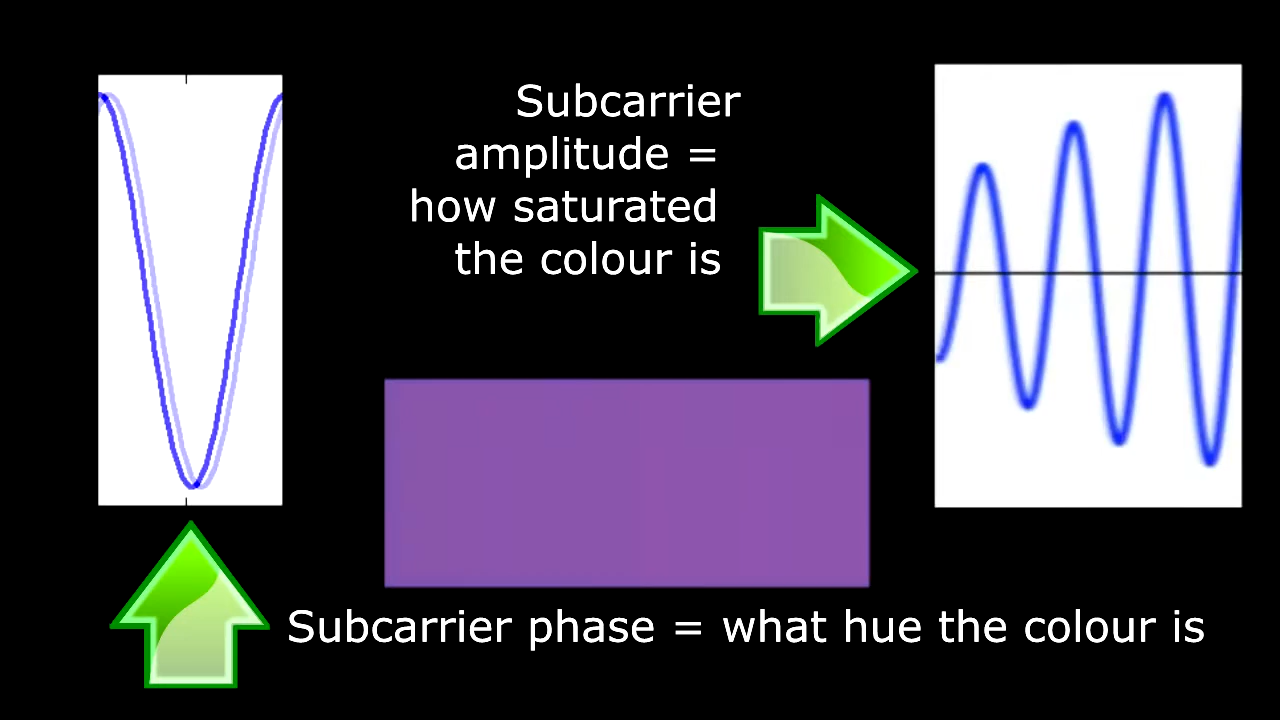 Subcarrier
amplitude =
how saturated
the colour is
Subcarrier phase = what hue the colour is